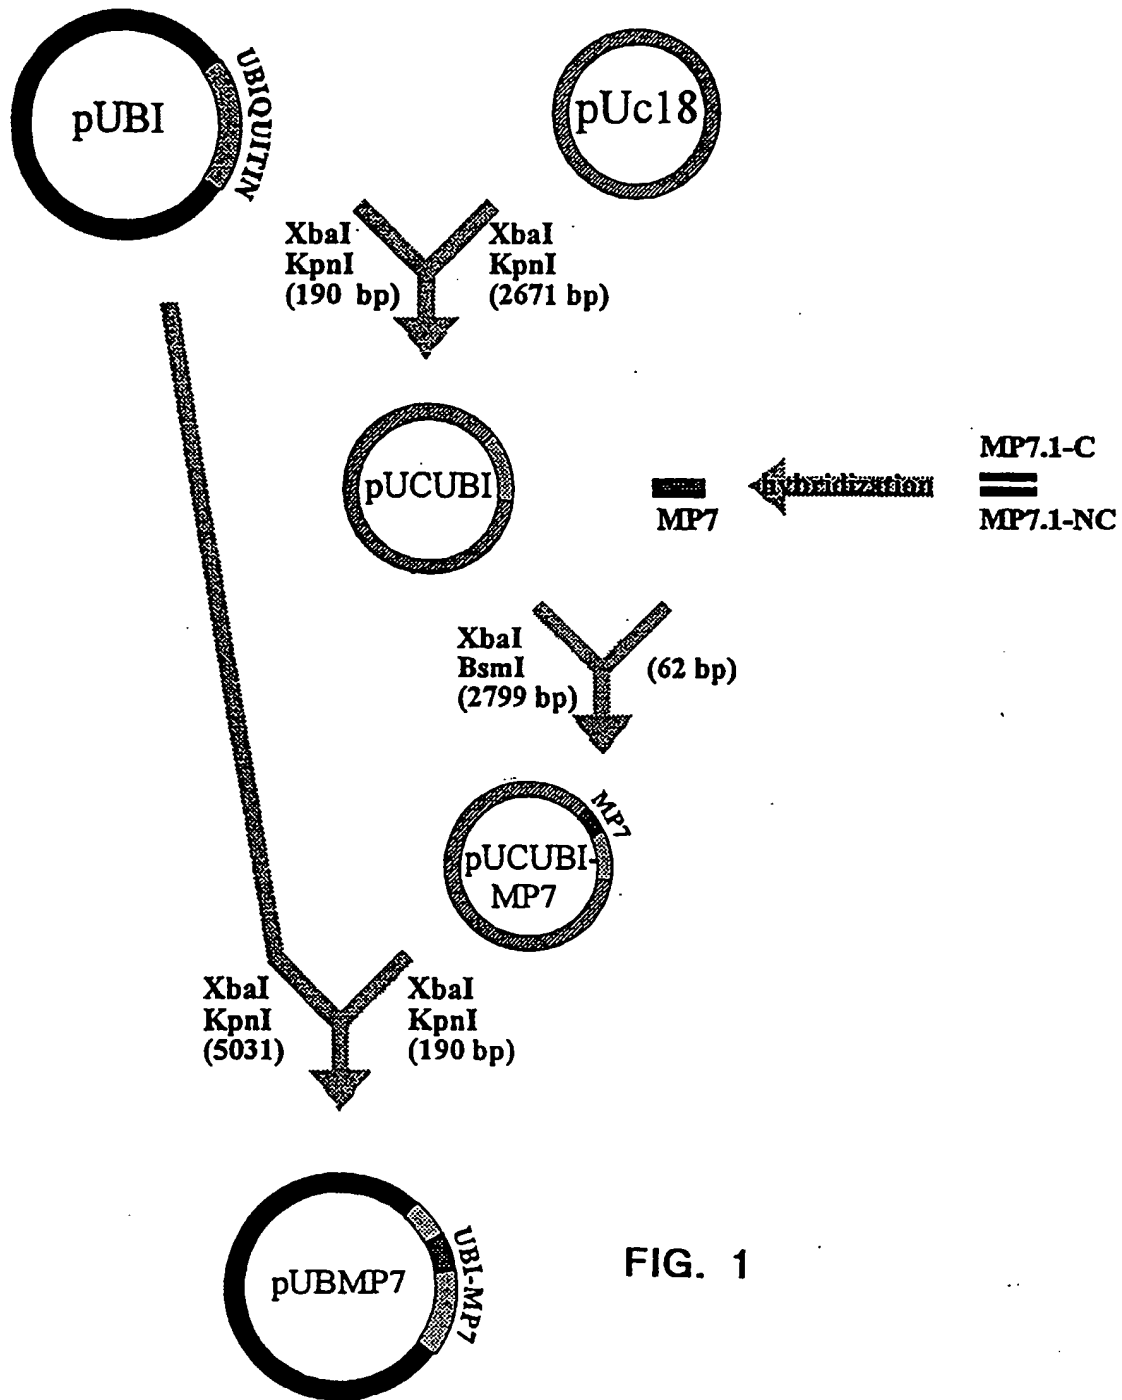 pUBI
UBIQUITIN
pUc18
XbaI
KpnI
(190 bp)
XbaI
KpnI
(2671 bp)
pUCUBI
MP7
hybridization
MP7.1-C
MP7.1-NC
XbaI
BsmI
(2799 bp)
(62 bp)
MP7
pUCUBI-
MP7
XbaI
KpnI
(5031)
XbaI
KpnI
(190 bp)
pUBMP7
UBI-MP7
FIG. 1